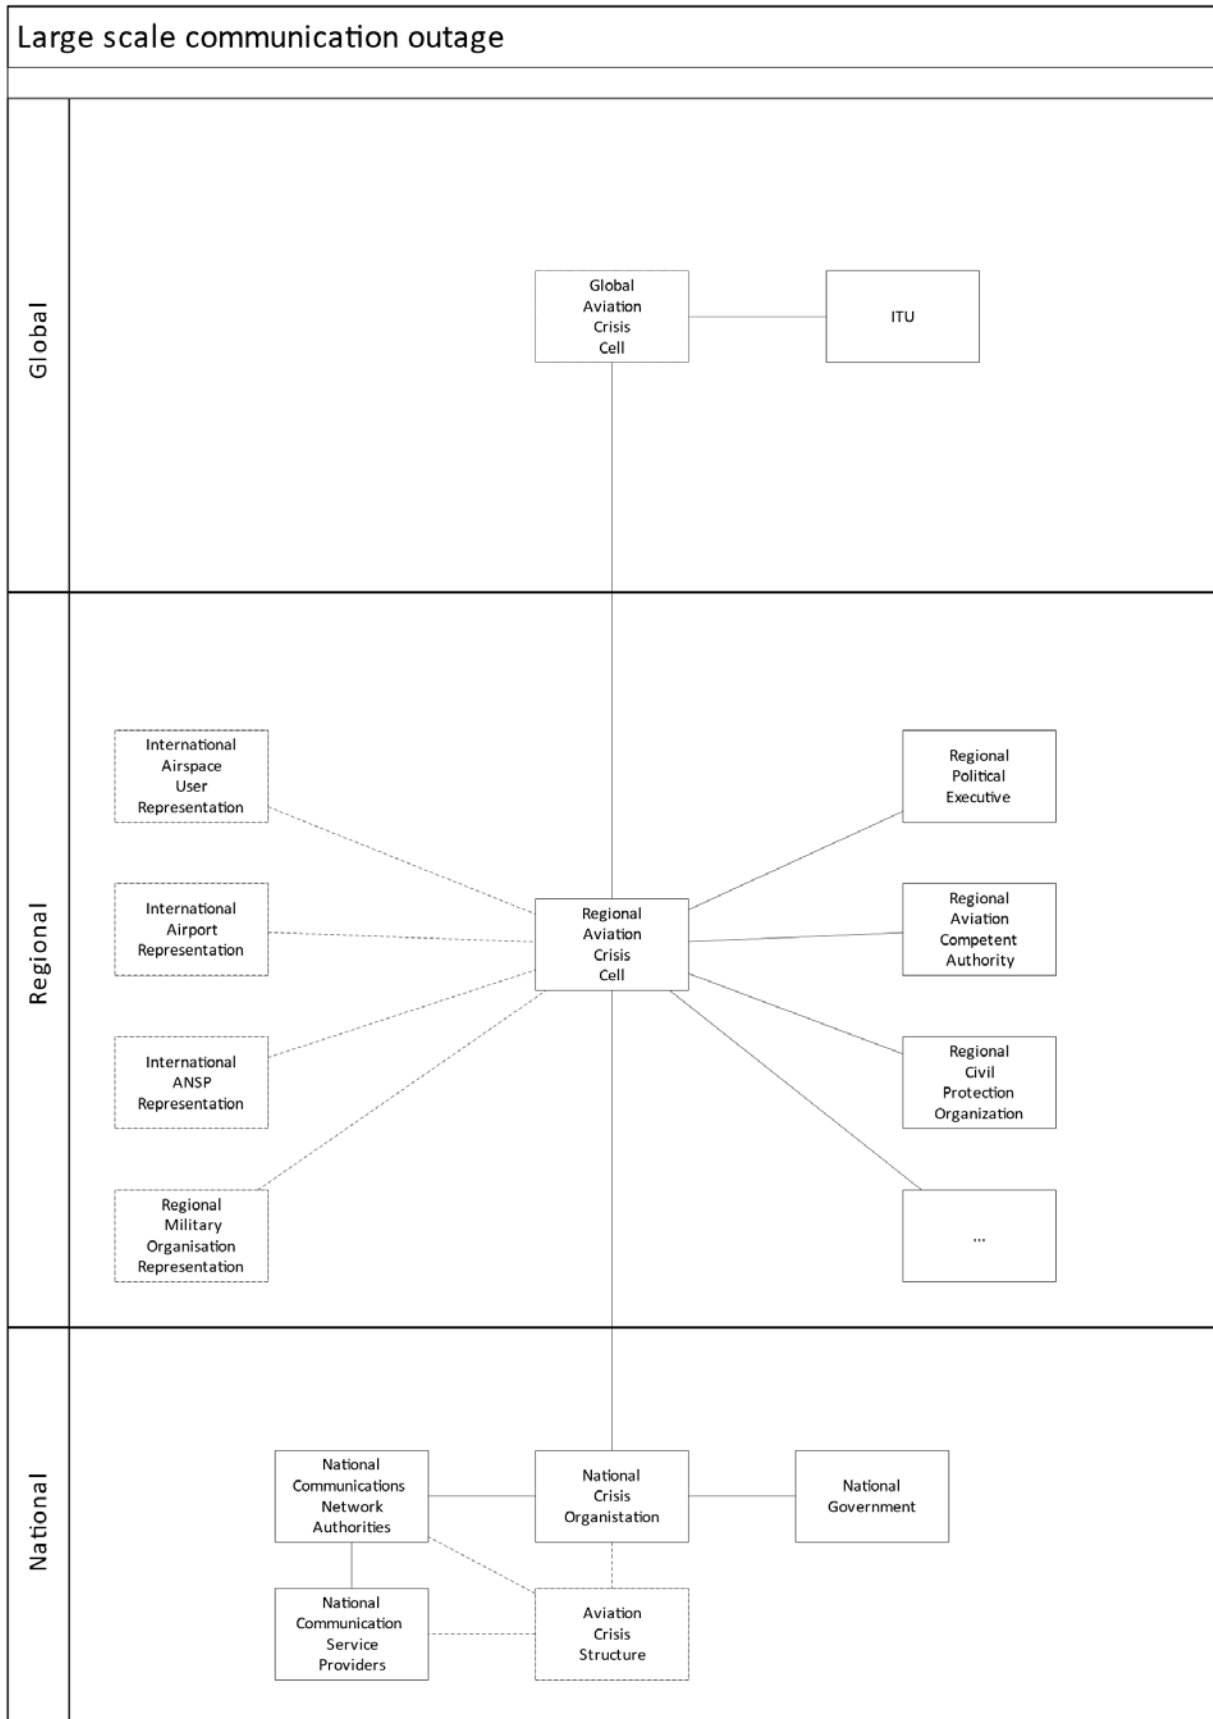 Large scale communication outage
Global
Global
Aviation
Crisis
Cell
ITU
Regional
International
Airspace
User
Representation
Regional
Political
Executive
International
Airport
Representation
Regional
Aviation
Crisis
Cell
Regional
Aviation
Competent
Authority
International
ANSP
Representation
Regional
Civil
Protection
Organization
Regional
Military
Organisation
Representation
...
National
National
Communications
Network
Authorities
National
Crisis
Organistation
National
Government
National
Communication
Service
Providers
Aviation
Crisis
Structure